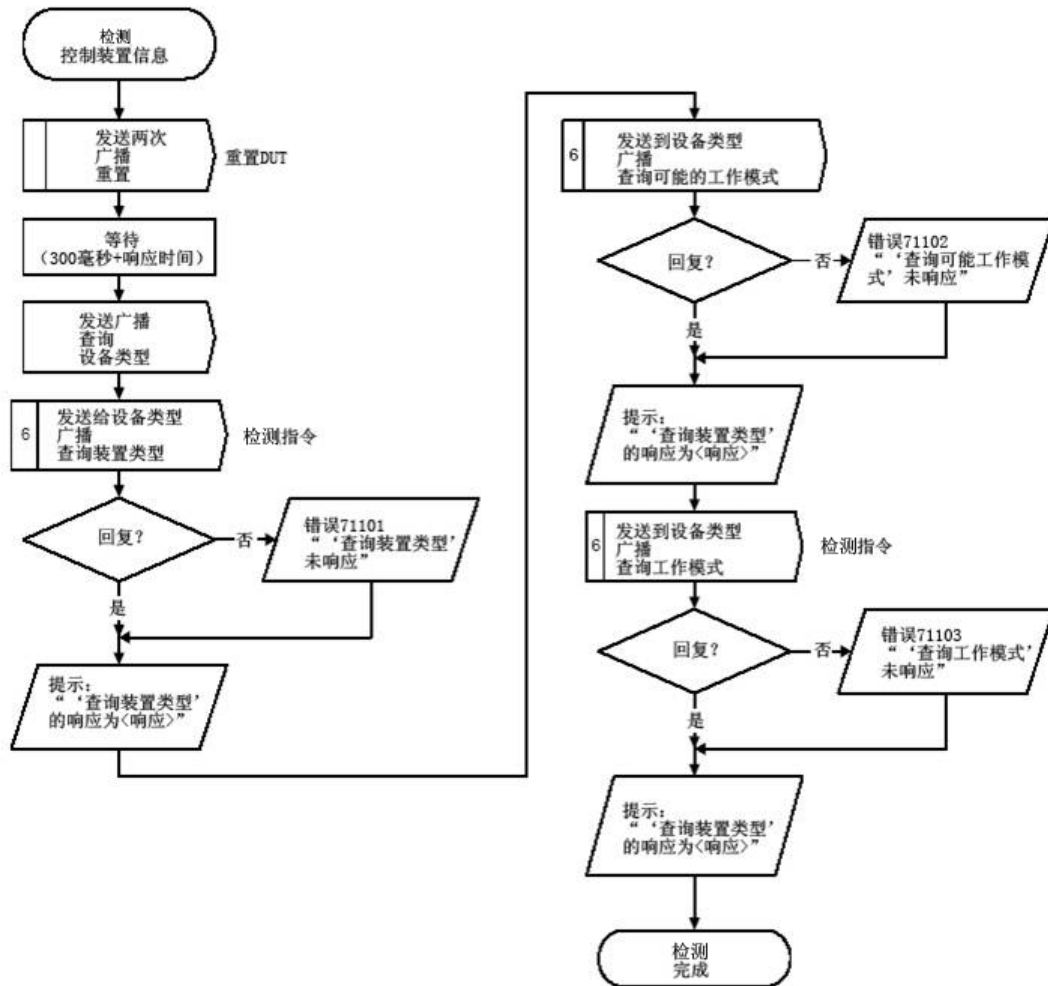 检测
控制装置信息
发送两次
广播
重置
重置DUT
等待
（300毫秒+响应时间）
发送广播
查询
设备类型
6
发送给设备类型
广播
查询装置类型
检测指令
回复?
否
错误71101
“‘查询装置类型’
未响应”
是
提示:
“‘查询装置类型’
的响应为<响应>”
6
发送到设备类型
广播
查询可能的工作模式
回复?
否
错误71102
“‘查询可能工作模
式’未响应”
是
提示:
“‘查询装置类型’
的响应为<响应>”
6
发送到设备类型
广播
查询工作模式
检测指令
回复?
否
错误71103
“‘查询工作模式’
未响应”
是
提示:
“‘查询装置类型’
的响应为<响应>”
检测
完成